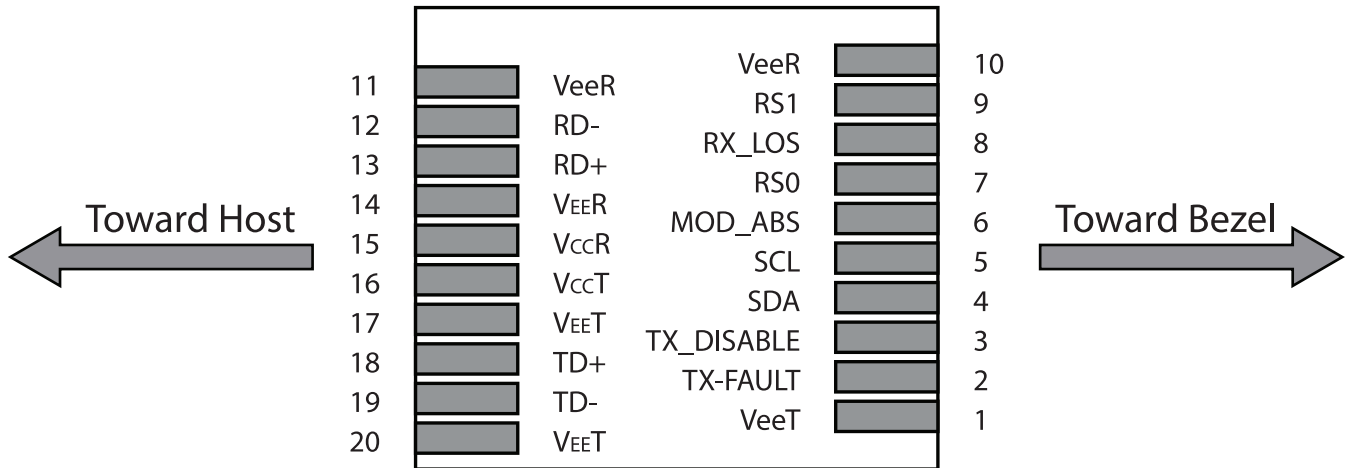 VeeR 10
11 VeeR RS1 9
12 RD- RX_LOS 8
13 RD+ RS0 7
14 VEER MOD_ABS 6
Toward Host Toward Bezel
15 VCCR SCL 5
16 VCCT SDA 4
17 VEET TX_DISABLE 3
18 TD+ TX-FAULT 2
19 TD- VeeT 1
20 VEET